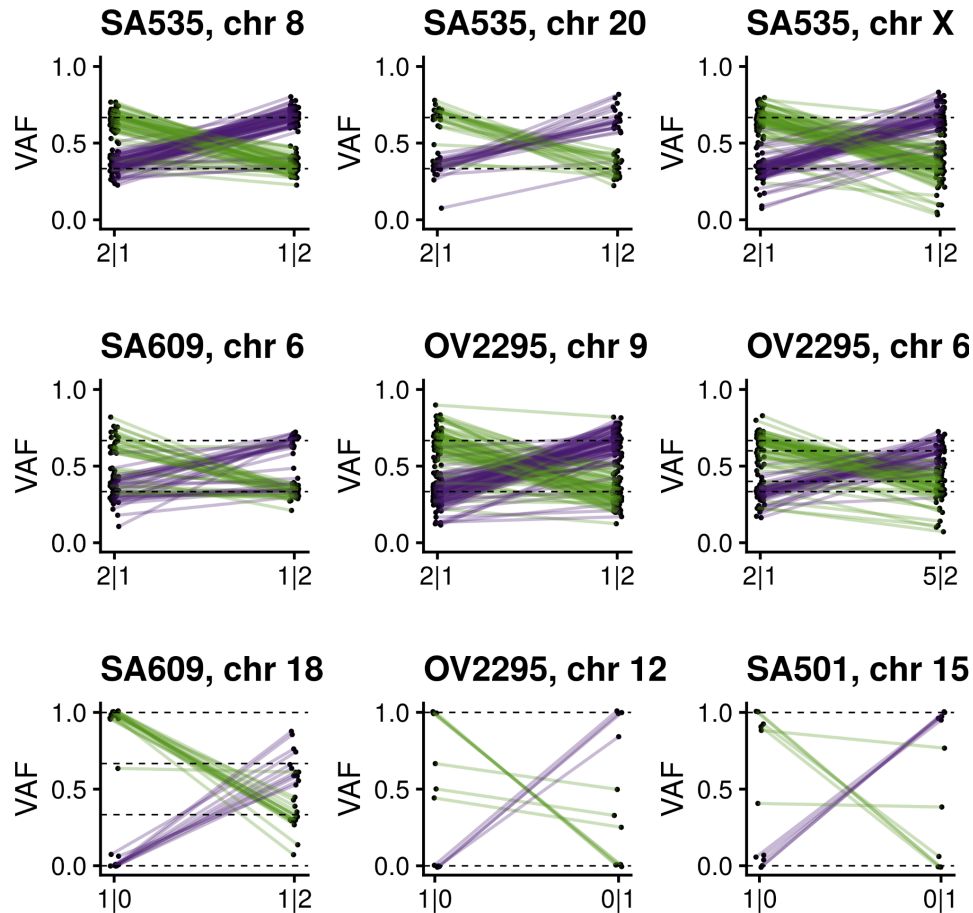 SA535, chr 8
SA535, chr 20
SA535, chr X
VAF
1.0
0.5
0.0
2|1
1|2
VAF
1.0
0.5
0.0
2|1
1|2
VAF
1.0
0.5
0.0
2|1
1|2
SA609, chr 6
OV2295, chr 9
OV2295, chr 6
VAF
1.0
0.5
0.0
2|1
1|2
VAF
1.0
0.5
0.0
2|1
1|2
VAF
1.0
0.5
0.0
2|1
5|2
SA609, chr 18
OV2295, chr 12
SA501, chr 15
VAF
1.0
0.5
0.0
1|0
1|2
VAF
1.0
0.5
0.0
1|0
0|1
VAF
1.0
0.5
0.0
1|0
0|1